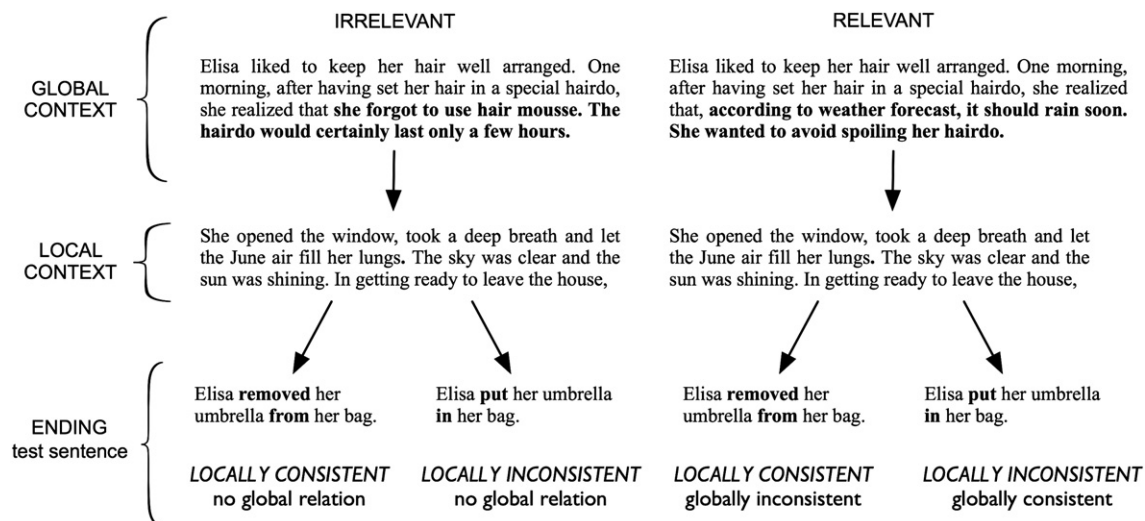 IRRELEVANT
RELEVANT
GLOBAL
CONTEXT
Elisa liked to keep her hair well arranged. One
morning, after having set her hair in a special hairdo,
she realized that she forgot to use hair mousse. The
hairdo would certainly last only a few hours.
Elisa liked to keep her hair well arranged. One
morning, after having set her hair in a special hairdo,
she realized that, according to weather forecast, it should rain soon.
She wanted to avoid spoiling her hairdo.
LOCAL
CONTEXT
She opened the window, took a deep breath and let
the June air fill her lungs. The sky was clear and the
sun was shining. In getting ready to leave the house,
She opened the window, took a deep breath and let
the June air fill her lungs. The sky was clear and the
sun was shining. In getting ready to leave the house,
ENDING
test sentence
Elisa removed her
umbrella from her bag.
Elisa put her umbrella
in her bag.
Elisa removed her
umbrella from her bag.
Elisa put her umbrella
in her bag.
LOCALLY CONSISTENT
no global relation
LOCALLY INCONSISTENT
no global relation
LOCALLY CONSISTENT
globally inconsistent
LOCALLY INCONSISTENT
globally consistent